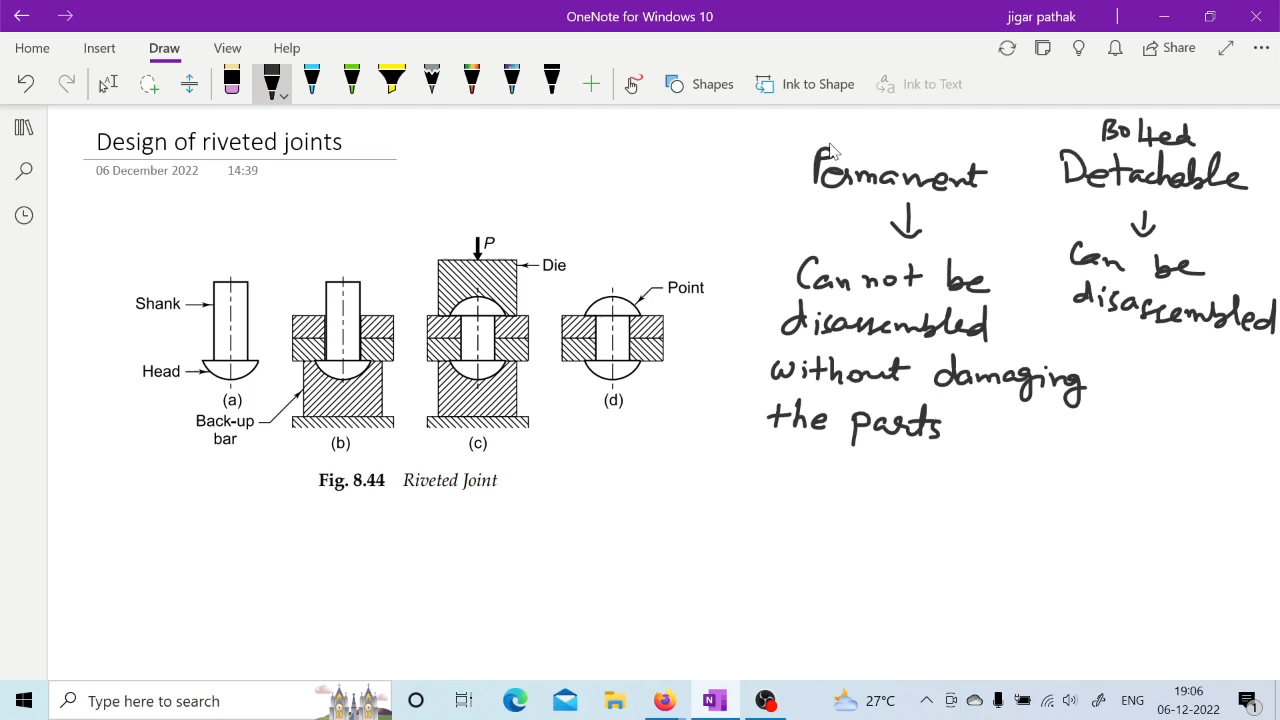 OneNote for Windows 10
jigar pathak
Home
Insert
Draw
View
Help
Share
Shapes
Ink to Shape
Ink to Text
Design of riveted joints
06 December 2022 14:39
Shank
Head
(a)
Back-up
bar
(b)
P
Die
(c)
Point
(d)
Fig. 8.44 Riveted Joint
Permanent
Can not be
disassembled
without damaging
the parts
Bolted
Detachable
Can be
disassembled
Type here to search
27°C
ENG
19:06
06-12-2022
1